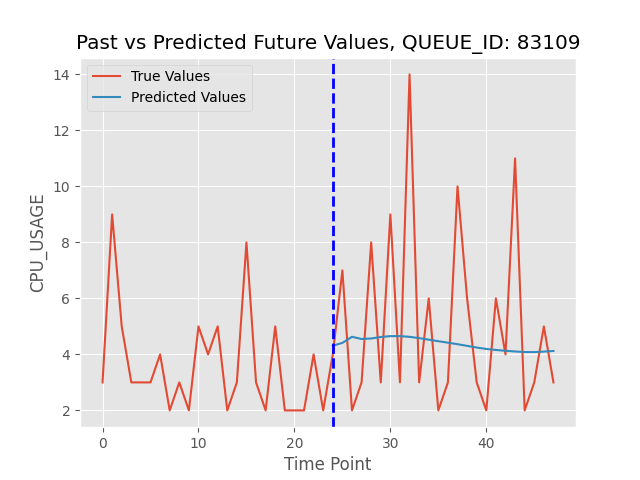 Past vs Predicted Future Values, QUEUE_ID: 83109
True Values
Predicted Values
CPU_USAGE
14
12
10
8
6
4
2
0
10
20
30
40
Time Point